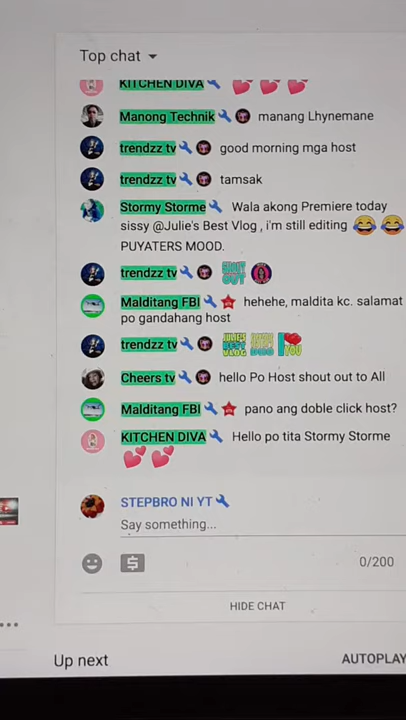 Top chat
KITCHEN DIVA
Manong Technik manang Lhynemane
trendzz tv good morning mga host
trendzz tv tamsak
Stormy Storme Wala akong Premiere today
sissy @Julie's Best Vlog , i'm still editing
PUYATERS MOOD.
trendzz tv SHOUT OUT
Malditang FBI hehehe, maldita kc. salamat
po gandahang host
trendzz tv JULIE'S BEST VLOG YOU
Cheers tv hello Po Host shout out to All
Malditang FBI pano ang doble click host?
KITCHEN DIVA Hello po tita Stormy Storme
STEPBRO NI YT
Say something...
0/200
HIDE CHAT
Up next AUTOPLAY